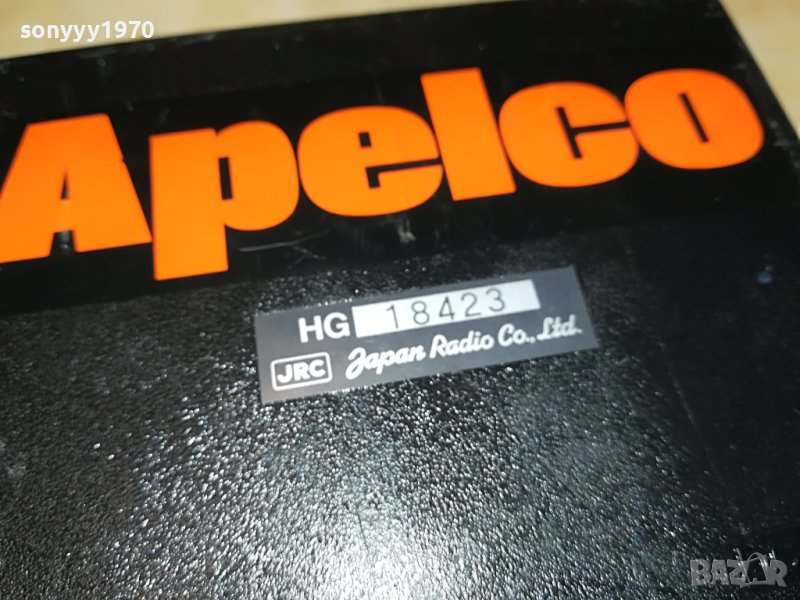 sonyyy1970
Apelco
HG 18423
JRC Japan Radio Co., Ltd.
BAZAR